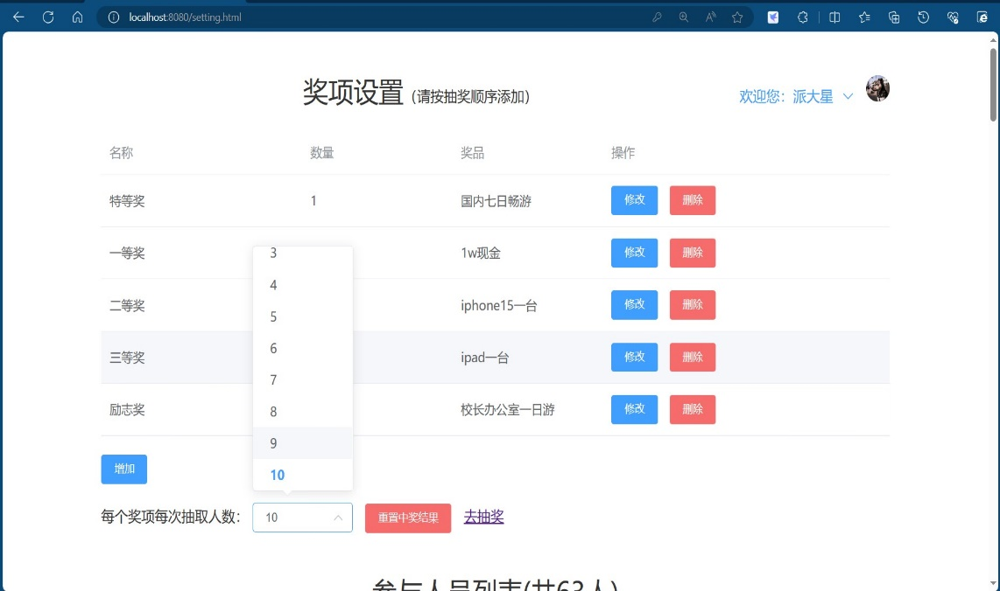 localhost:8080/setting.html
奖项设置 (请按抽奖顺序添加)
欢迎您：派大星
名称 数量 奖品 操作
特等奖 1 国内七日畅游 修改 删除
一等奖 1w现金 修改 删除
二等奖 iphone15一台 修改 删除
三等奖 ipad一台 修改 删除
励志奖 校长办公室一日游 修改 删除
3
4
5
6
7
8
9
10
增加
每个奖项每次抽取人数： 10 重置中奖结果 去抽奖
参与人员列表(共63人)